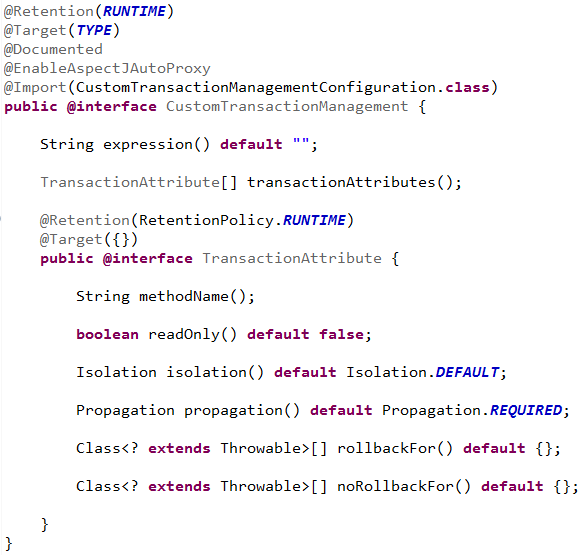 @Retention(RUNTIME)
@Target(TYPE)
@Documented
@EnableAspectJAutoProxy
@Import(CustomTransactionManagementConfiguration.class)
public @interface CustomTransactionManagement {
String expression() default "";
TransactionAttribute[] transactionAttributes();
@Retention(RetentionPolicy.RUNTIME)
@Target({})
public @interface TransactionAttribute {
String methodName();
boolean readOnly() default false;
Isolation isolation() default Isolation.DEFAULT;
Propagation propagation() default Propagation.REQUIRED;
Class<? extends Throwable>[] rollbackFor() default {};
Class<? extends Throwable>[] noRollbackFor() default {};
}
}